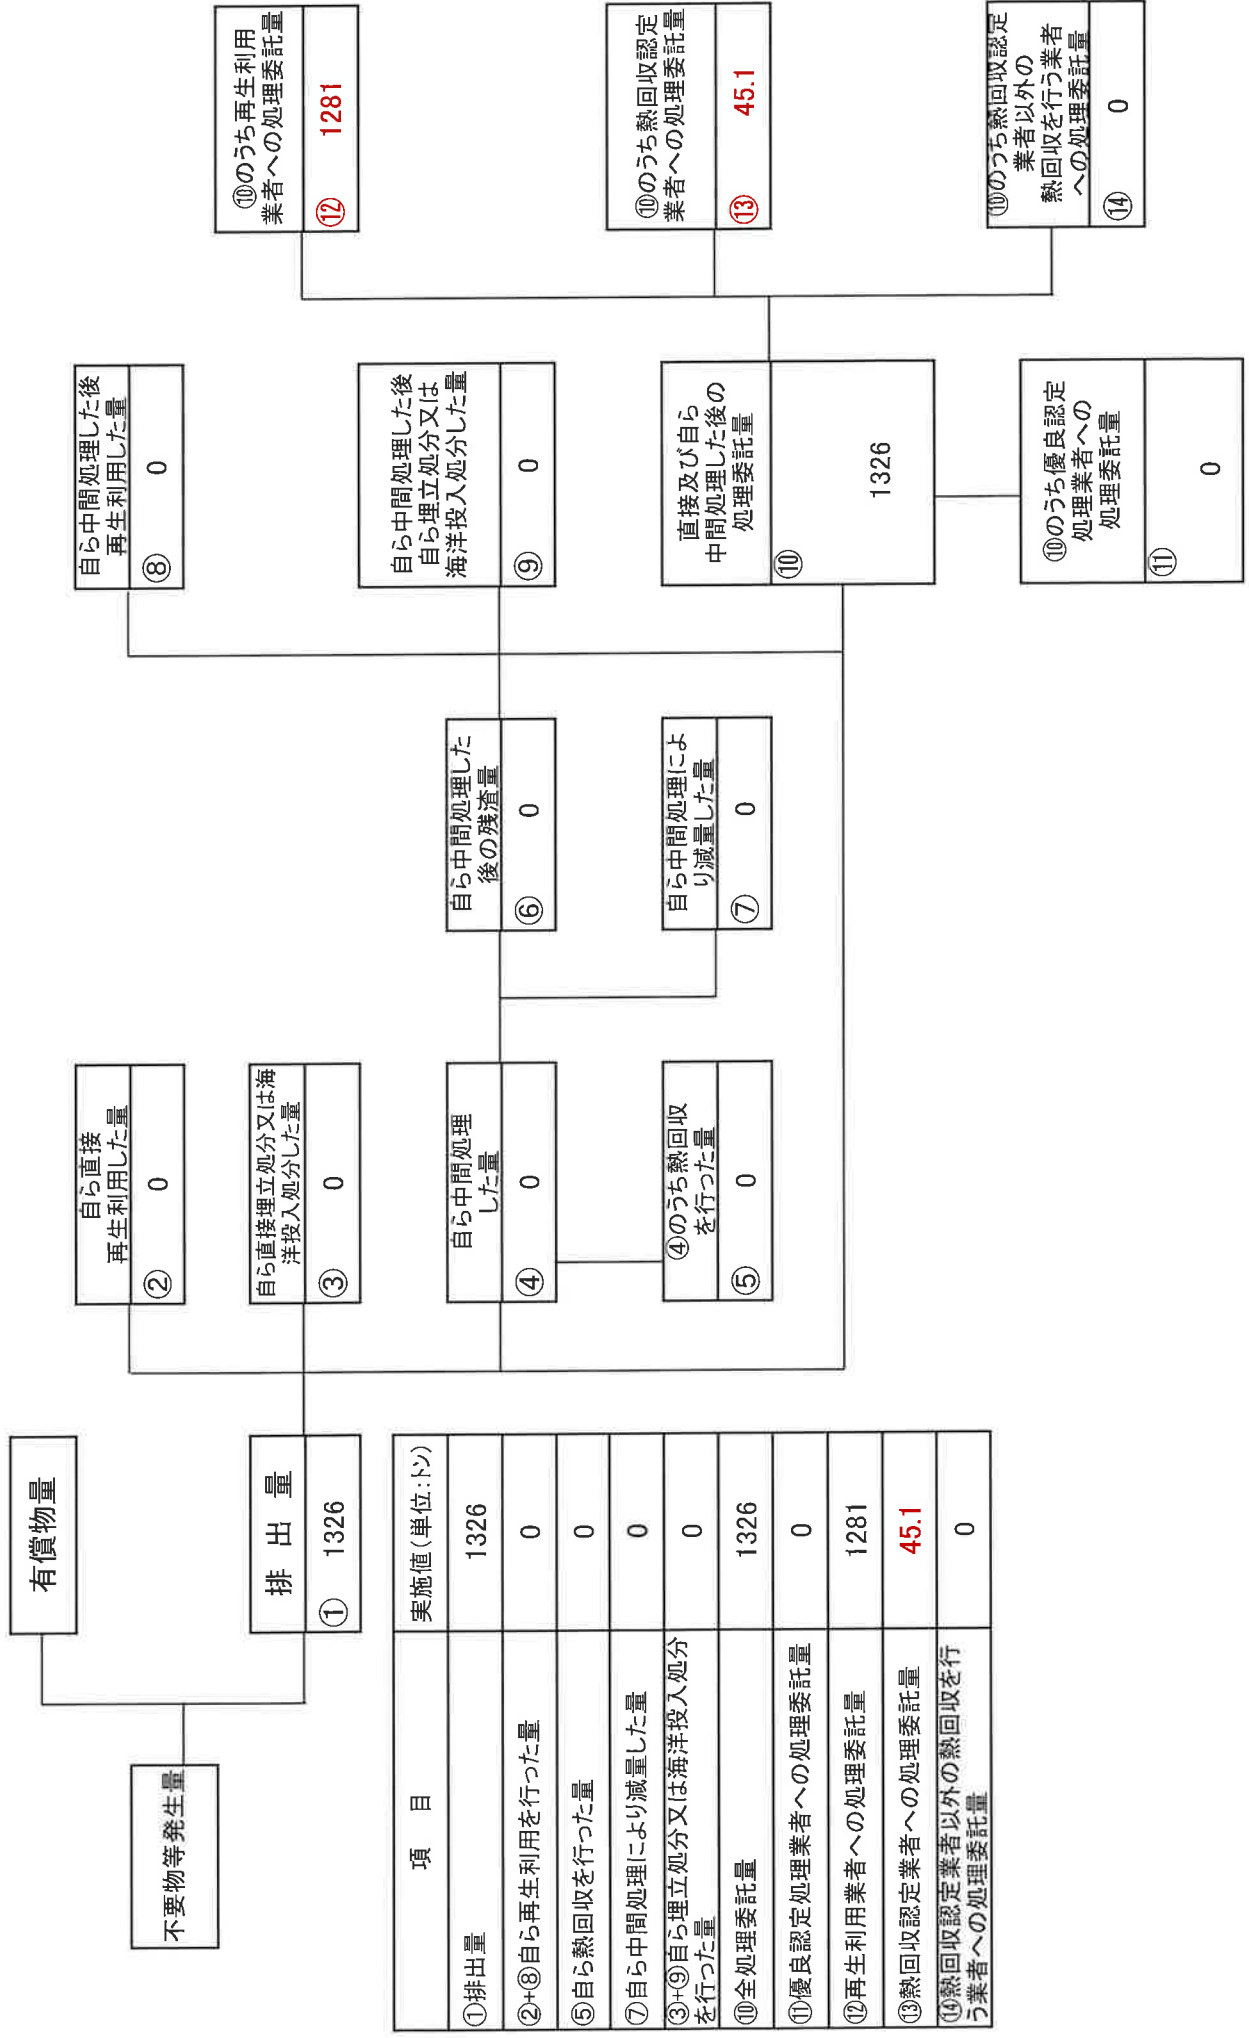 不要物等発生量
有償物量
排 出 量
① 1326
自ら直接
再生利用した量
② 0
自ら直接埋立処分又は海
洋投入処分した量
③ 0
自ら中間処理
した量
④ 0
④のうち熱回収
を行った量
⑤ 0
自ら中間処理した
後の残渣量
⑥ 0
自ら中間処理によ
り減量した量
⑦ 0
自ら中間処理した後
再生利用した量
⑧ 0
自ら中間処理した後
自ら埋立処分又は
海洋投入処分した量
⑨ 0
直接及び自ら
中間処理した後の
処理委託量
⑩
1326
⑩のうち優良認定
処理業者への
処理委託量
⑪
0
⑩のうち再生利用
業者への処理委託量
⑫ 1281
⑩のうち熱回収認定
業者への処理委託量
⑬ 45.1
⑩のうち熱回収認定
業者以外の
熱回収を行う業者
への処理委託量
⑭ 0
項 目 実施値(単位:トン)
①排出量 1326
②+⑧自ら再生利用を行った量 0
⑤自ら熱回収を行った量 0
⑦自ら中間処理により減量した量 0
③+⑨自ら埋立処分又は海洋投入処分
を行った量 0
⑩全処理委託量 1326
⑪優良認定処理業者への処理委託量 0
⑫再生利用業者への処理委託量 1281
⑬熱回収認定業者への処理委託量 45.1
⑭熱回収認定業者以外の熱回収を行
う業者への処理委託量 0